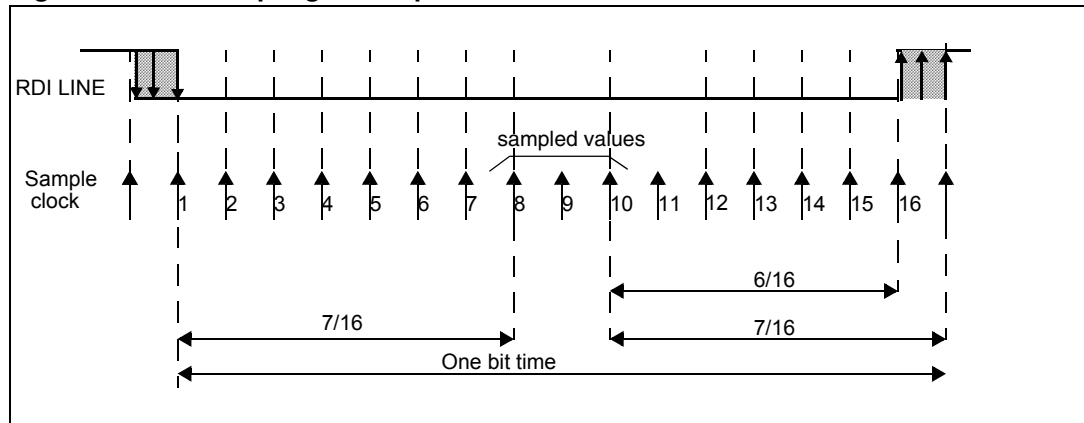 RDI LINE
sampled values
Sample
clock
1 2 3 4 5 6 7 8 9 10 11 12 13 14 15 16
6/16
7/16 7/16
One bit time